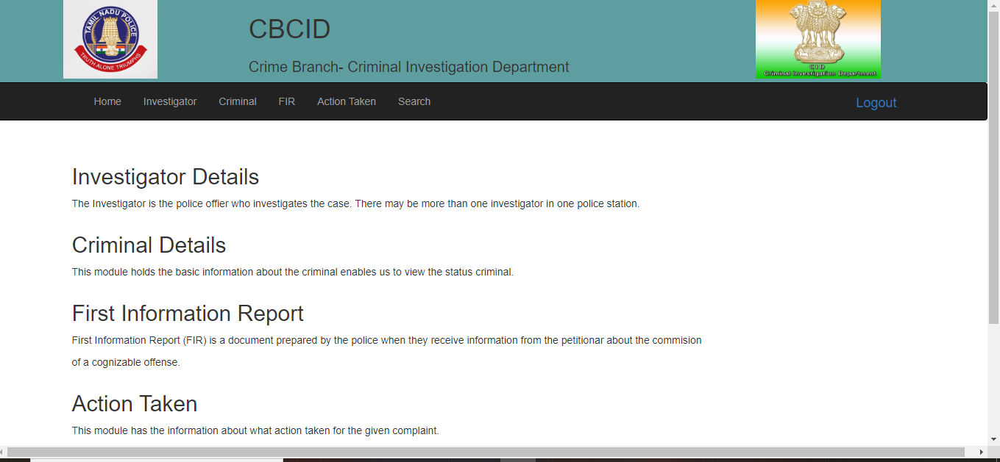 TAMIL NADU POLICE
TRUTH ALONE TRIUMPHS
CBCID
Crime Branch- Criminal Investigation Department
CID
Criminal Investigation Department
Home Investigator Criminal FIR Action Taken Search Logout
Investigator Details
The Investigator is the police offier who investigates the case. There may be more than one investigator in one police station.
Criminal Details
This module holds the basic information about the criminal enables us to view the status criminal.
First Information Report
First Information Report (FIR) is a document prepared by the police when they receive information from the petitionar about the commision
of a cognizable offense.
Action Taken
This module has the information about what action taken for the given complaint.